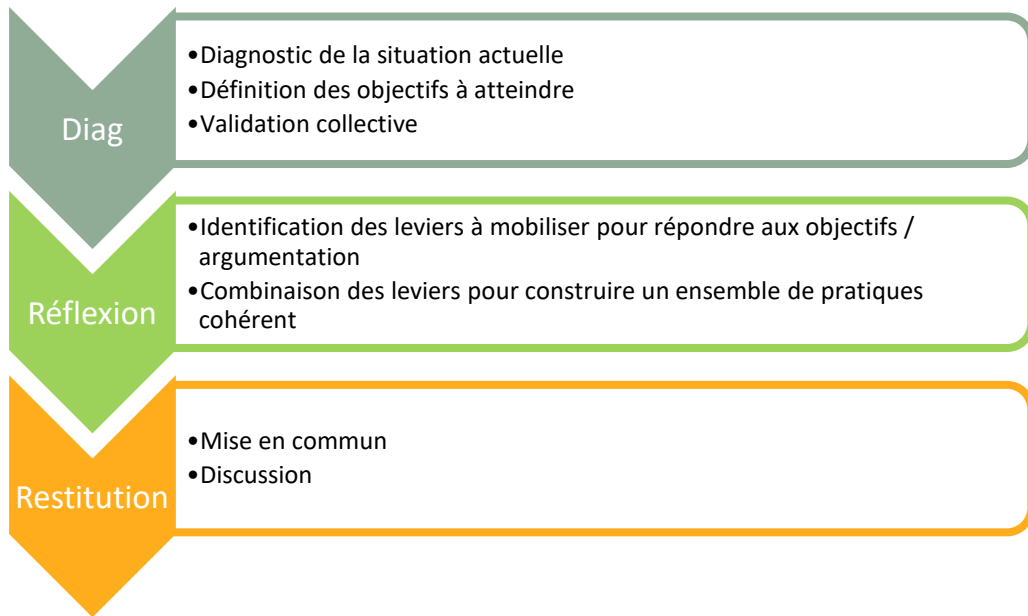 Diag
•Diagnostic de la situation actuelle
•Définition des objectifs à atteindre
•Validation collective
Réflexion
•Identification des leviers à mobiliser pour répondre aux objectifs /
argumentation
•Combinaison des leviers pour construire un ensemble de pratiques
cohérent
Restitution
•Mise en commun
•Discussion